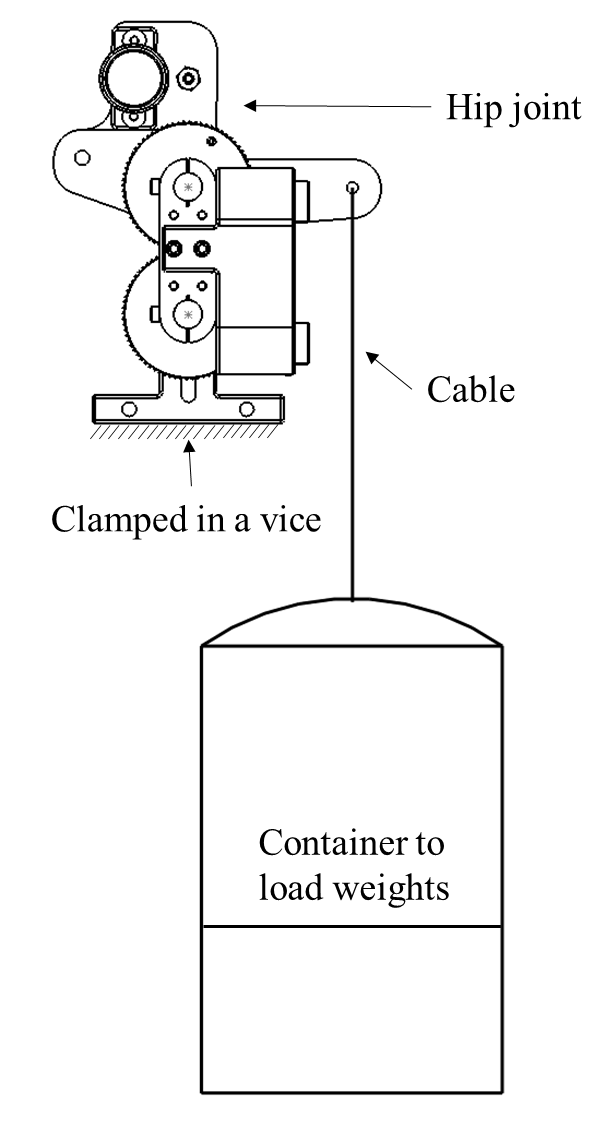 Hip joint
Cable
Clamped in a vice
Container to
load weights